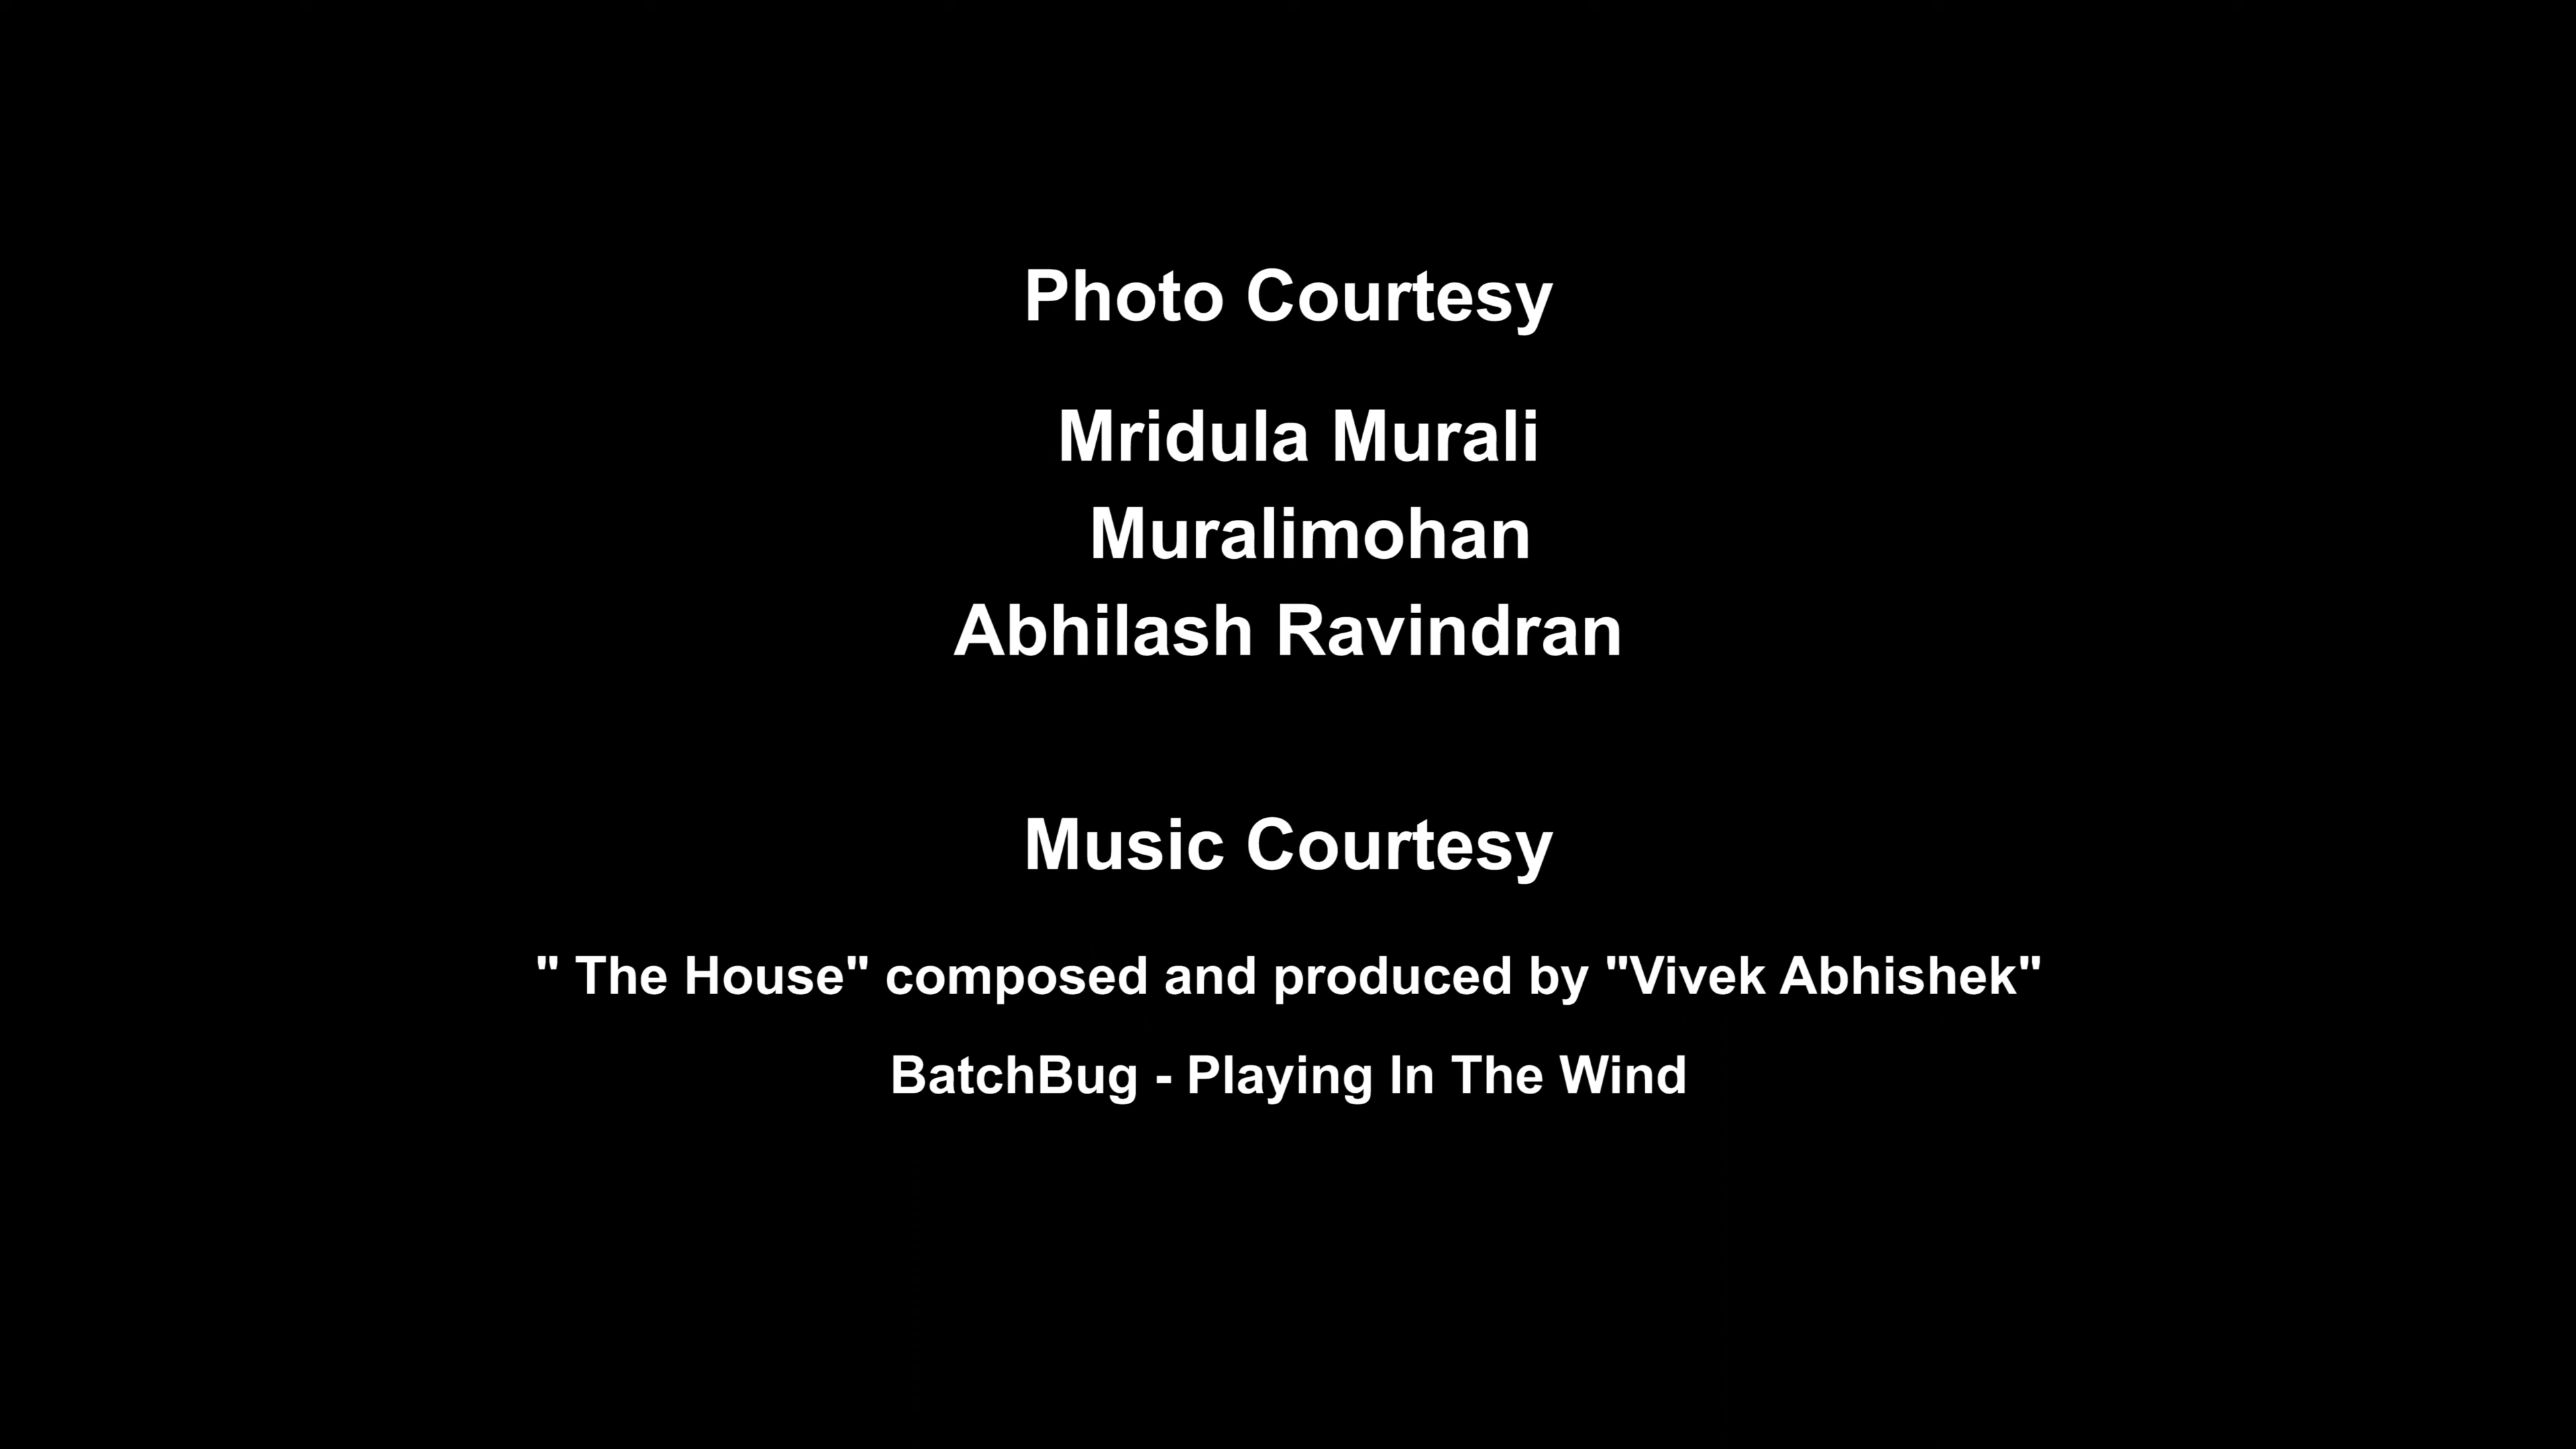 Photo Courtesy
Mridula Murali
Muralimohan
Abhilash Ravindran
Music Courtesy
" The House" composed and produced by "Vivek Abhishek"
BatchBug - Playing In The Wind